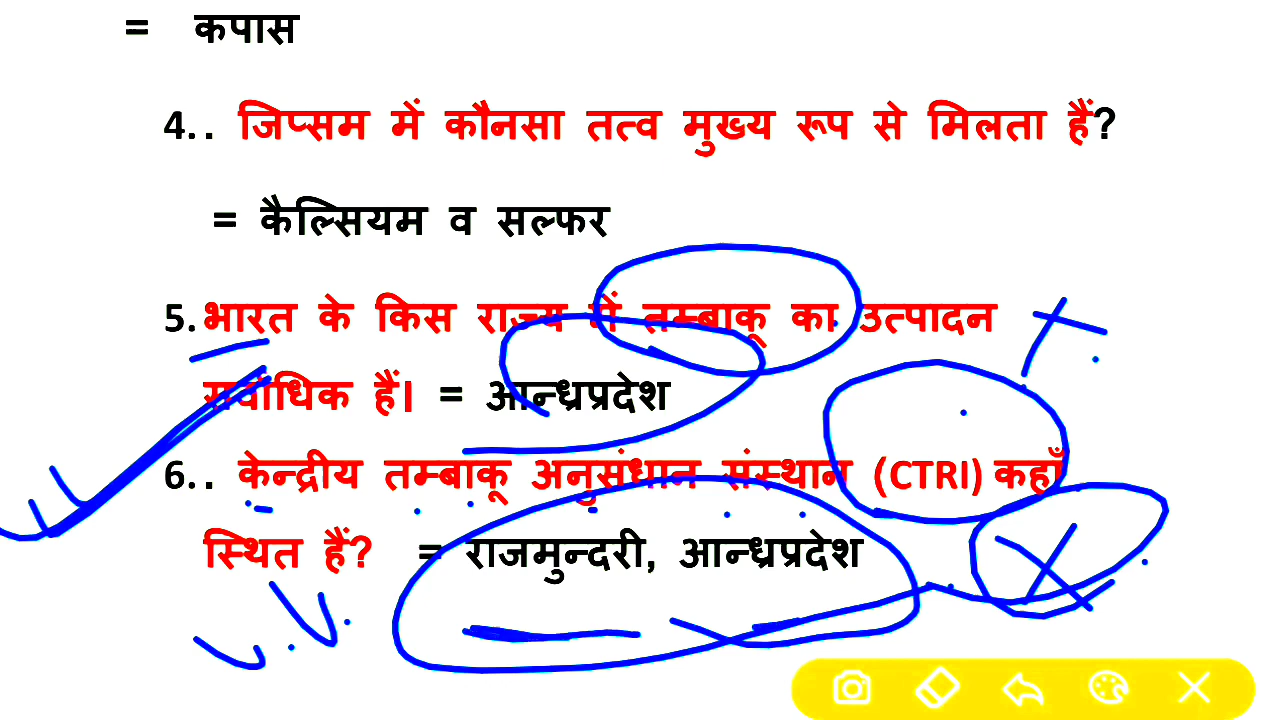 = कपास
4. . जिप्सम में कौनसा तत्व मुख्य रूप से मिलता हैं?
= कैल्सियम व सल्फर
5. भारत के किस राज्य में तम्बाकू का उत्पादन
सर्वाधिक हैं। = आन्ध्रप्रदेश
6. . केन्द्रीय तम्बाकू अनुसंधान संस्थान (CTRI) कहाँ
स्थित हैं? = राजमुन्दरी, आन्ध्रप्रदेश